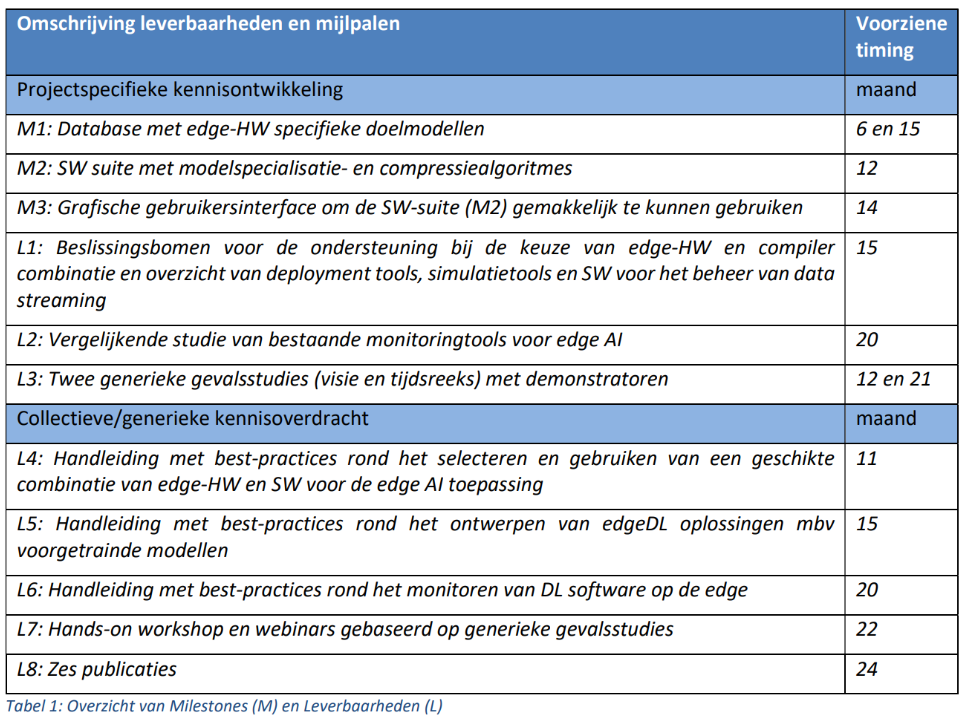 Omschrijving leverbaarheden en mijlpalen
Voorziene
timing
Projectspecifieke kennisontwikkeling
maand
M1: Database met edge-HW specifieke doelmodellen
6 en 15
M2: SW suite met modelspecialisatie- en compressiealgoritmes
12
M3: Grafische gebruikersinterface om de SW-suite (M2) gemakkelijk te kunnen gebruiken
14
L1: Beslissingsbomen voor de ondersteuning bij de keuze van edge-HW en compiler
combinatie en overzicht van deployment tools, simulatietools en SW voor het beheer van data
streaming
15
L2: Vergelijkende studie van bestaande monitoringtools voor edge AI
20
L3: Twee generieke gevalsstudies (visie en tijdsreeks) met demonstratoren
12 en 21
Collectieve/generieke kennisoverdracht
maand
L4: Handleiding met best-practices rond het selecteren en gebruiken van een geschikte
combinatie van edge-HW en SW voor de edge AI toepassing
11
L5: Handleiding met best-practices rond het ontwerpen van edgeDL oplossingen mbv
voorgetrainde modellen
15
L6: Handleiding met best-practices rond het monitoren van DL software op de edge
20
L7: Hands-on workshop en webinars gebaseerd op generieke gevalsstudies
22
L8: Zes publicaties
24
Tabel 1: Overzicht van Milestones (M) en Leverbaarheden (L)